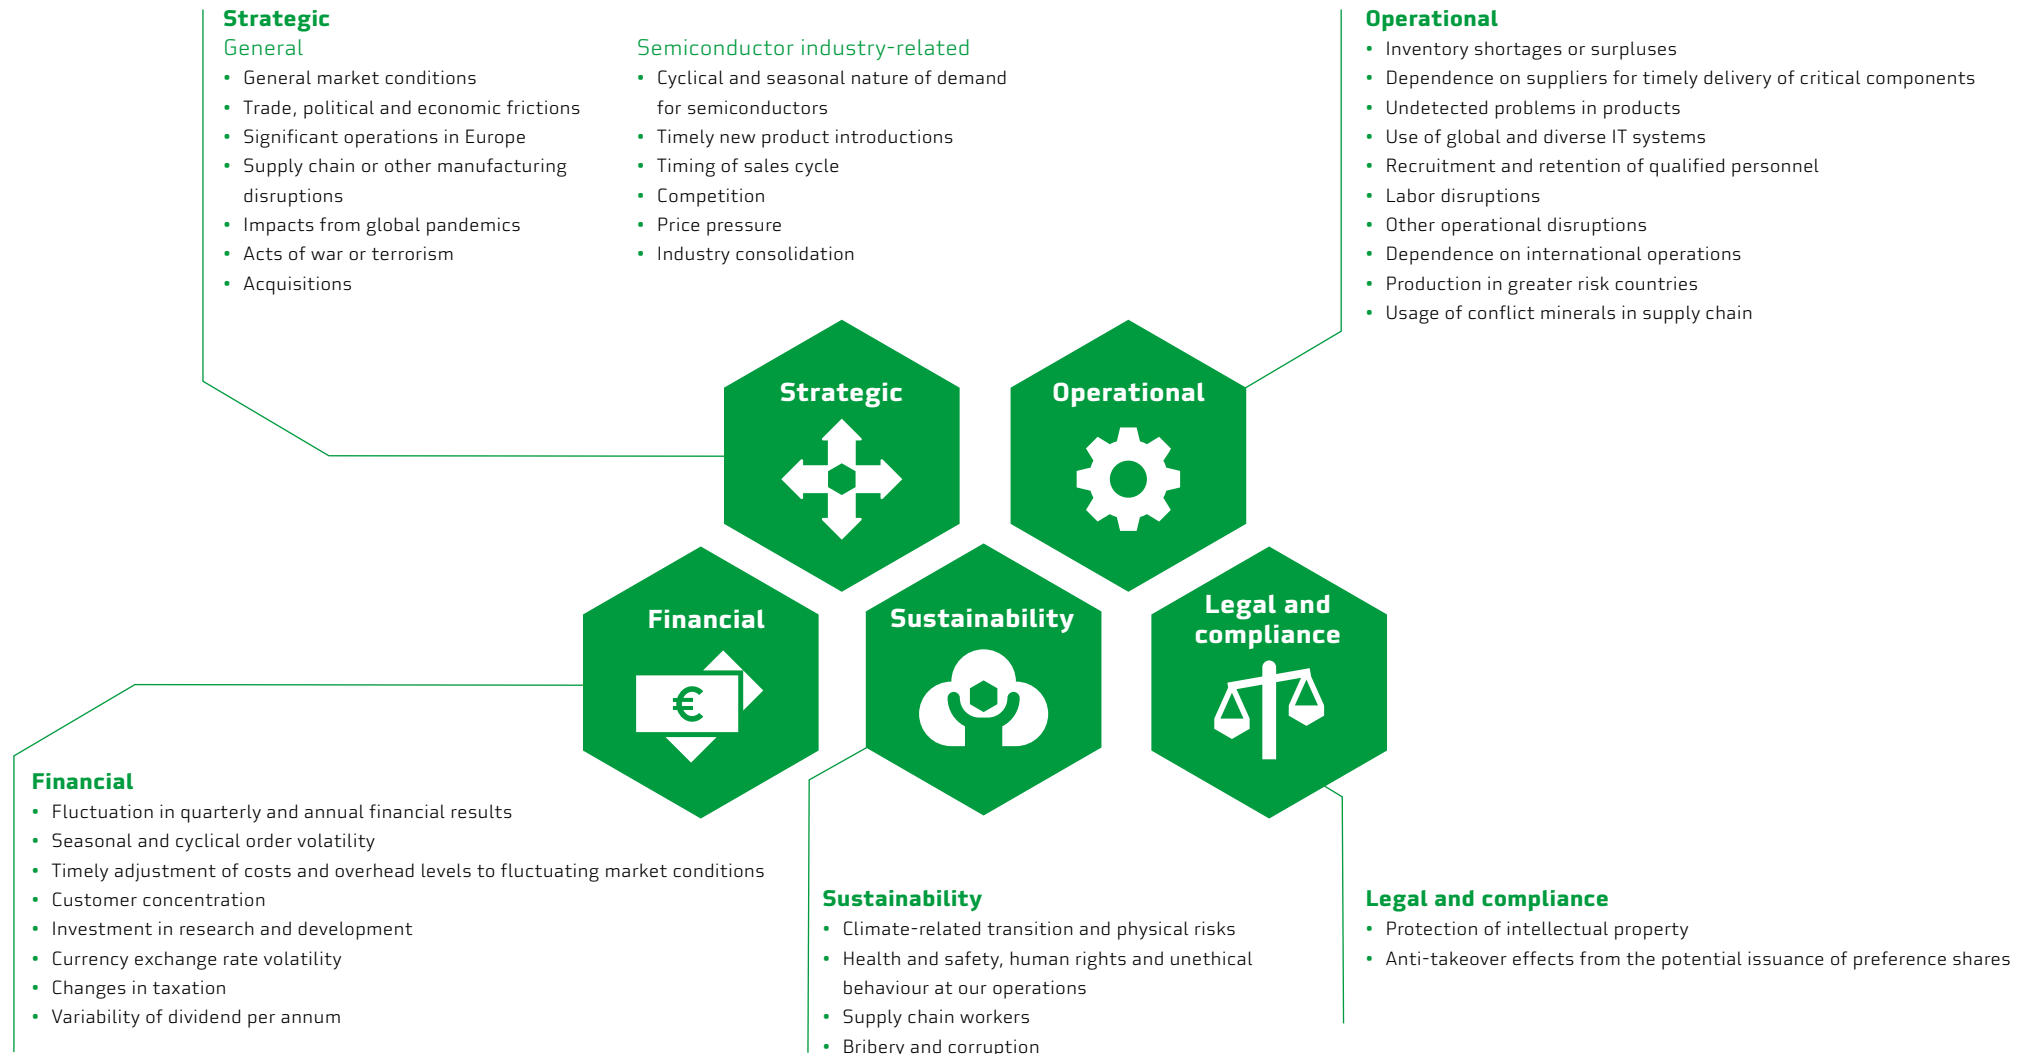 Strategic
General
• General market conditions
• Trade, political and economic frictions
• Significant operations in Europe
• Supply chain or other manufacturing
disruptions
• Impacts from global pandemics
• Acts of war or terrorism
• Acquisitions
Semiconductor industry-related
• Cyclical and seasonal nature of demand
for semiconductors
• Timely new product introductions
• Timing of sales cycle
• Competition
• Price pressure
• Industry consolidation
Operational
• Inventory shortages or surpluses
• Dependence on suppliers for timely delivery of critical components
• Undetected problems in products
• Use of global and diverse IT systems
• Recruitment and retention of qualified personnel
• Labor disruptions
• Other operational disruptions
• Dependence on international operations
• Production in greater risk countries
• Usage of conflict minerals in supply chain
Strategic
Operational
Financial
€
Sustainability
Legal and
compliance
Financial
• Fluctuation in quarterly and annual financial results
• Seasonal and cyclical order volatility
• Timely adjustment of costs and overhead levels to fluctuating market conditions
• Customer concentration
• Investment in research and development
• Currency exchange rate volatility
• Changes in taxation
• Variability of dividend per annum
Sustainability
• Climate-related transition and physical risks
• Health and safety, human rights and unethical
behaviour at our operations
• Supply chain workers
• Bribery and corruption
Legal and compliance
• Protection of intellectual property
• Anti-takeover effects from the potential issuance of preference shares